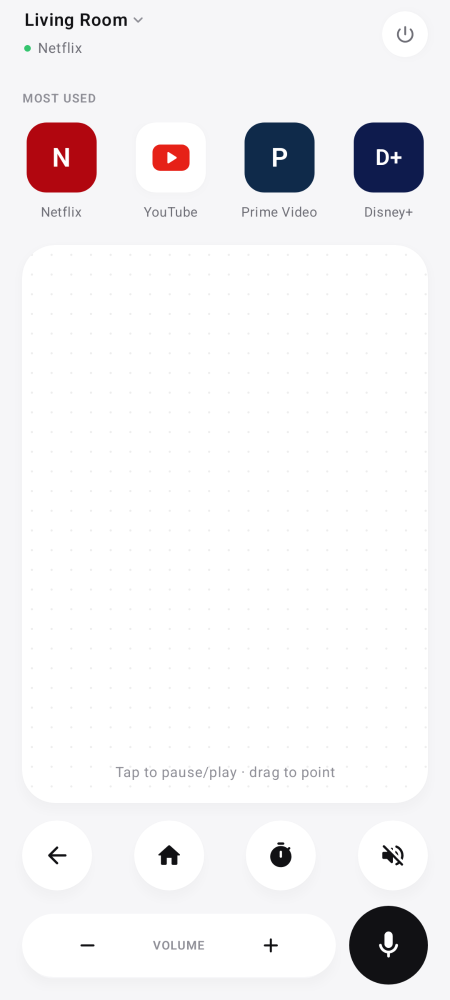 Living Room
Netflix
MOST USED
N
P
D+
Netflix
YouTube
Prime Video
Disney+
Tap to pause/play · drag to point
− VOLUME +